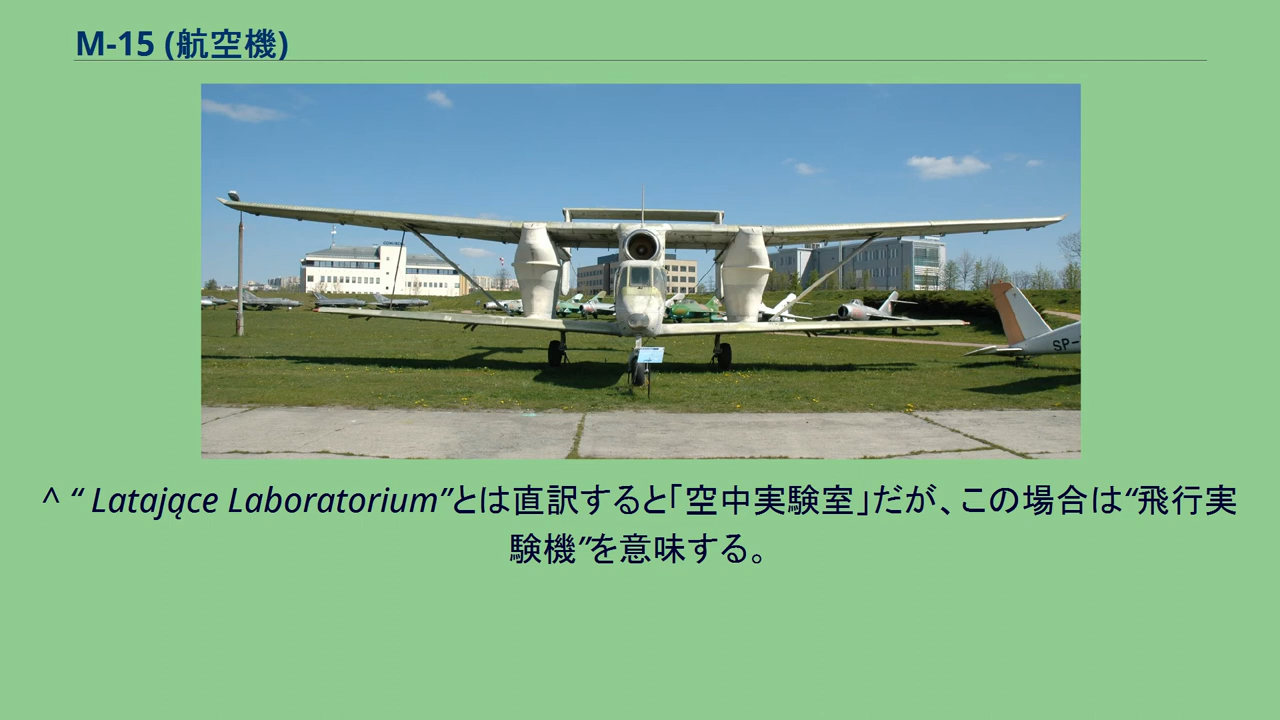 M-15 (航空機)
SP-
^ “ Latające Laboratorium”とは直訳すると｢空中実験室｣だが、この場合は“飛行実
験機”を意味する。